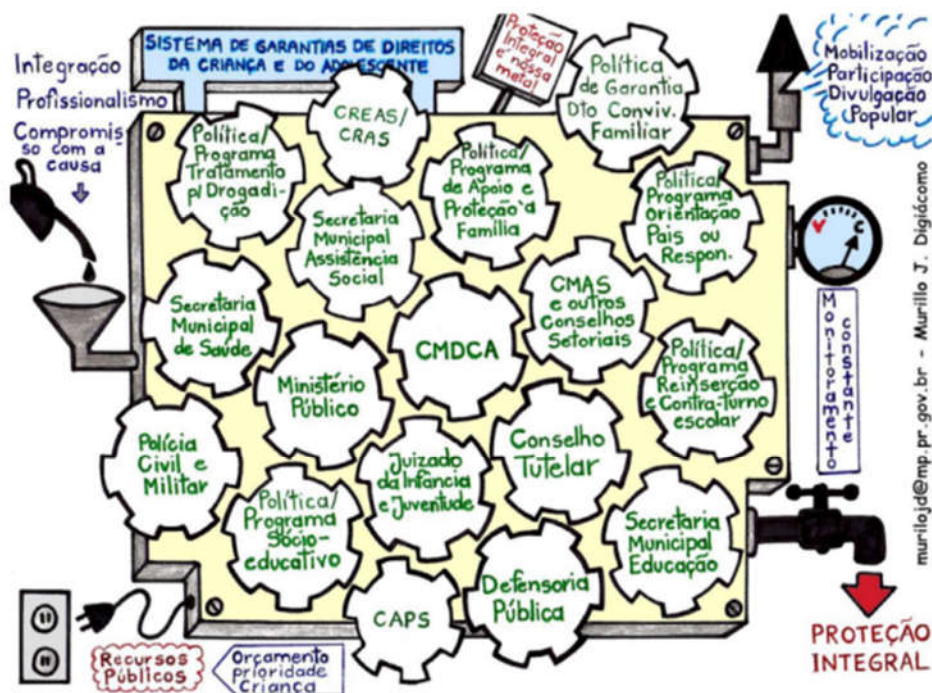 SISTEMA DE GARANTIAS DE DIREITOS
DA CRIANÇA E DO ADOLESCENTE
Proteção
Integral
é nossa
meta!
Integração
Profissionalismo
Compromis
so com a
causa
Mobilização
Participação
Divulgação
Popular
Política
de Garantia
Dto Conviv.
Familiar
CREAS/
CRAS
Política/
Programa
Tratamento
p/ Drogadi-
ção
Política/
Programa
de Apoio e
Proteção à
Família
Política/
Programa
Orientação
Pais ou
Respon.
Secretaria
Municipal
Assistência
Social
CMAS
e outros
Conselhos
Setoriais
Secretaria
Municipal
de Saúde
CMDCA
Política/
Programa
Reinserção
e Contra-turno
escolar
Ministério
Público
Polícia
Civil e
Militar
Juizado
da Infância
e Juventude
Conselho
Tutelar
Política/
Programa
Sócio-
educativo
Secretaria
Municipal
Educação
CAPS
Defensoria
Pública
Monitoramento
constante
Recursos
Públicos
Orçamento
prioridade
Criança
PROTEÇÃO
INTEGRAL
murilojd@mp.pr.gov.br - Murillo J. Digiácomo